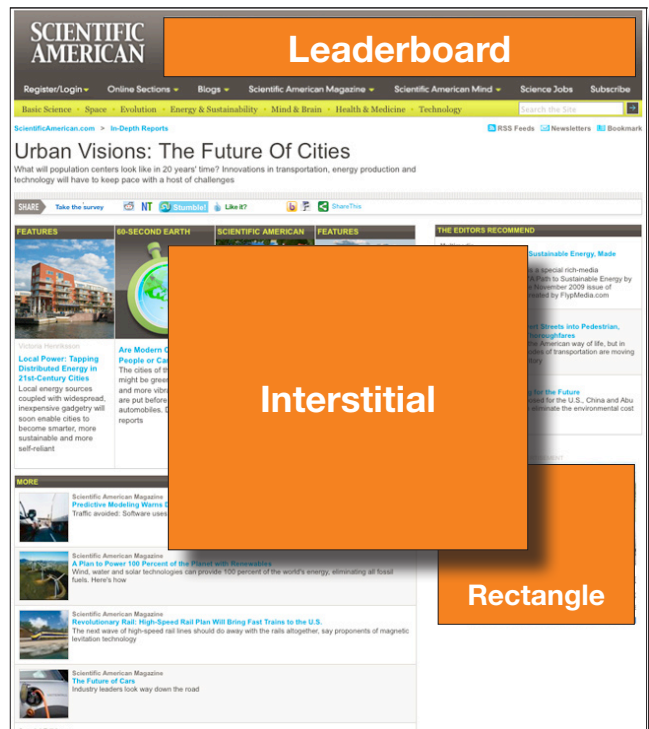 SCIENTIFIC
AMERICAN
Leaderboard
Register/Login Online Sections Blogs Scientific American Magazine Scientific American Mind Science Jobs Subscribe
Basic Science · Space · Evolution · Energy & Sustainability · Mind & Brain · Health & Medicine · Technology Search the Site
ScientificAmerican.com > In-Depth Reports RSS Feeds Newsletters Bookmark
Urban Visions: The Future Of Cities
What will population centers look like in 20 years' time? Innovations in transportation, energy production and
technology will have to keep pace with a host of challenges
SHARE Take the survey NT Stumble! Like it? ShareThis
FEATURES
Victoria Henriksson
Local Power: Tapping
Distributed Energy in
21st-Century Cities
Local energy sources
coupled with widespread,
inexpensive gadgetry will
soon enable cities to
become smarter, more
sustainable and more
self-reliant
60-SECOND EARTH
Are Modern
People or
The cities of
might be
and more
are put before
automobiles.
reports
SCIENTIFIC AMERICAN
FEATURES
Interstitial
THE EDITORS RECOMMEND
Sustainable Energy, Made
is a special rich-media
Path to Sustainable Energy by
November 2009 issue of
created by FlypMedia.com
Streets into Pedestrian,
Thoroughfares
the American way of life, but in
of transportation are moving
for the Future
for the U.S., China and Abu
eliminate the environmental cost
Rectangle
MORE
Scientific American Magazine
Predictive Modeling Warns
Traffic avoided: Software uses
Scientific American Magazine
A Plan to Power 100 Percent of the Planet with Renewables
Wind, water and solar technologies can provide 100 percent of the world's energy, eliminating all fossil
fuels. Here's how
Scientific American Magazine
Revolutionary Rail: High-Speed Rail Plan Will Bring Fast Trains to the U.S.
The next wave of high-speed rail lines should do away with the rails altogether, say proponents of magnetic
levitation technology
Scientific American Magazine
The Future of Cars
Industry leaders look way down the road